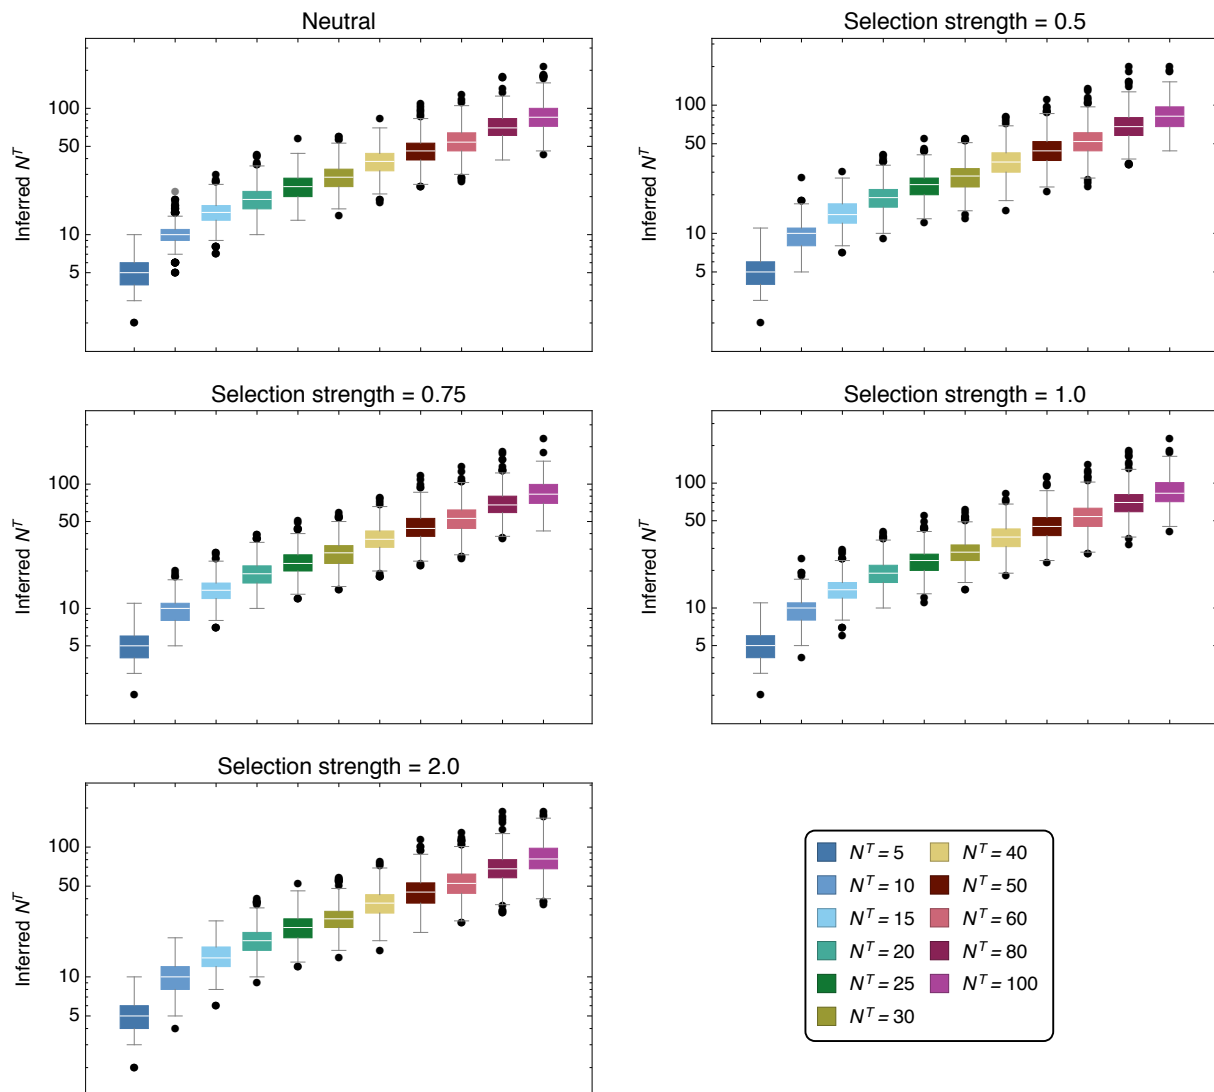 Neutral
Selection strength = 0.5
Inferred N^T
100
50
10
5
Inferred N^T
100
50
10
5
Selection strength = 0.75
Selection strength = 1.0
Inferred N^T
100
50
10
5
Inferred N^T
100
50
10
5
Selection strength = 2.0
Inferred N^T
100
50
10
5
N^T = 5
N^T = 10
N^T = 15
N^T = 20
N^T = 25
N^T = 30
N^T = 40
N^T = 50
N^T = 60
N^T = 80
N^T = 100